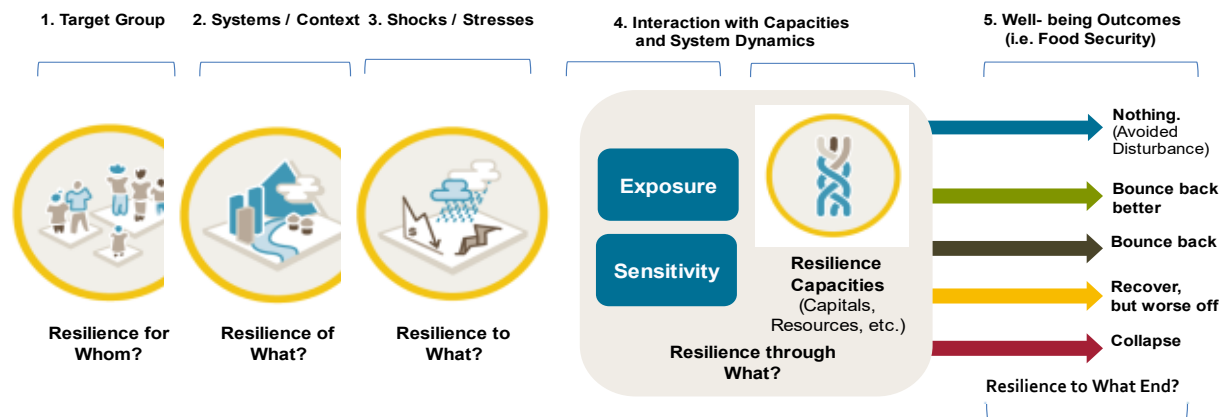 1. Target Group
2. Systems / Context
3. Shocks / Stresses
4. Interaction with Capacities
and System Dynamics
5. Well- being Outcomes
(i.e. Food Security)
Resilience for
Whom?
Resilience of
What?
$
Resilience to
What?
Exposure
Sensitivity
Resilience
Capacities
(Capitals,
Resources, etc.)
Resilience through
What?
Nothing.
(Avoided
Disturbance)
Bounce back
better
Bounce back
Recover,
but worse off
Collapse
Resilience to What End?